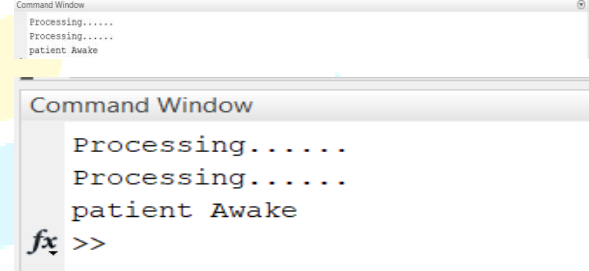 Command Window
Processing......
Processing......
patient Awake
Command Window
Processing......
Processing......
patient Awake
fx >>